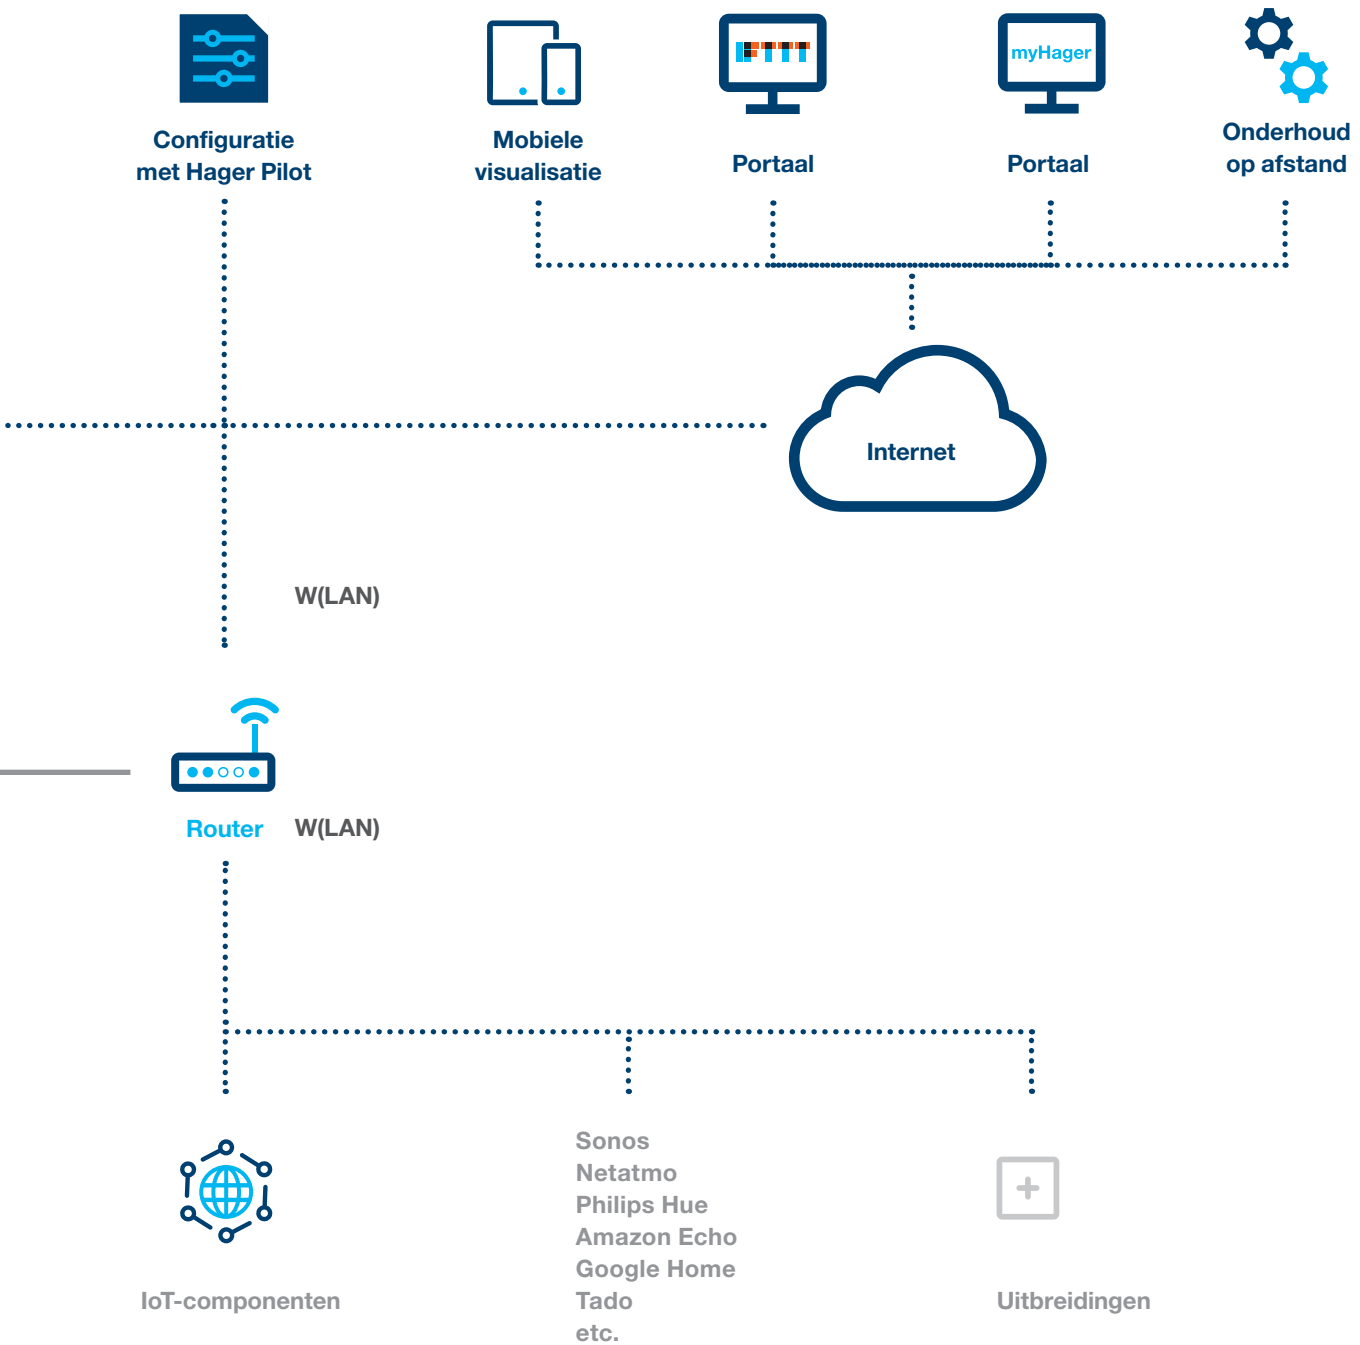 IFTTT
myHager
Configuratie
met Hager Pilot
Mobiele
visualisatie
Portaal
Portaal
Onderhoud
op afstand
Internet
W(LAN)
Router
W(LAN)
Sonos
Netatmo
Philips Hue
Amazon Echo
Google Home
Tado
etc.
IoT-componenten
Uitbreidingen